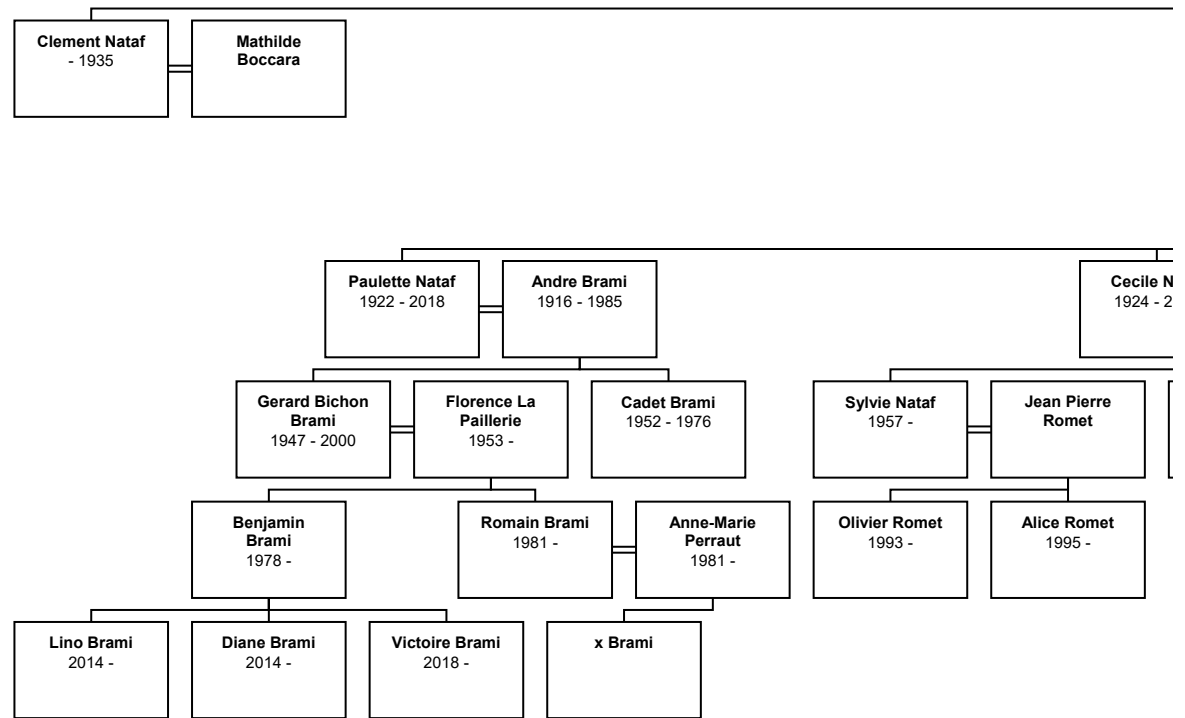 Clement Nataf
- 1935
Mathilde
Boccara
Paulette Nataf
1922 - 2018
Andre Brami
1916 - 1985
Cecile N
1924 - 2
Gerard Bichon
Brami
1947 - 2000
Florence La
Paillerie
1953 -
Cadet Brami
1952 - 1976
Sylvie Nataf
1957 -
Jean Pierre
Romet
Benjamin
Brami
1978 -
Romain Brami
1981 -
Anne-Marie
Perraut
1981 -
Olivier Romet
1993 -
Alice Romet
1995 -
Lino Brami
2014 -
Diane Brami
2014 -
Victoire Brami
2018 -
x Brami